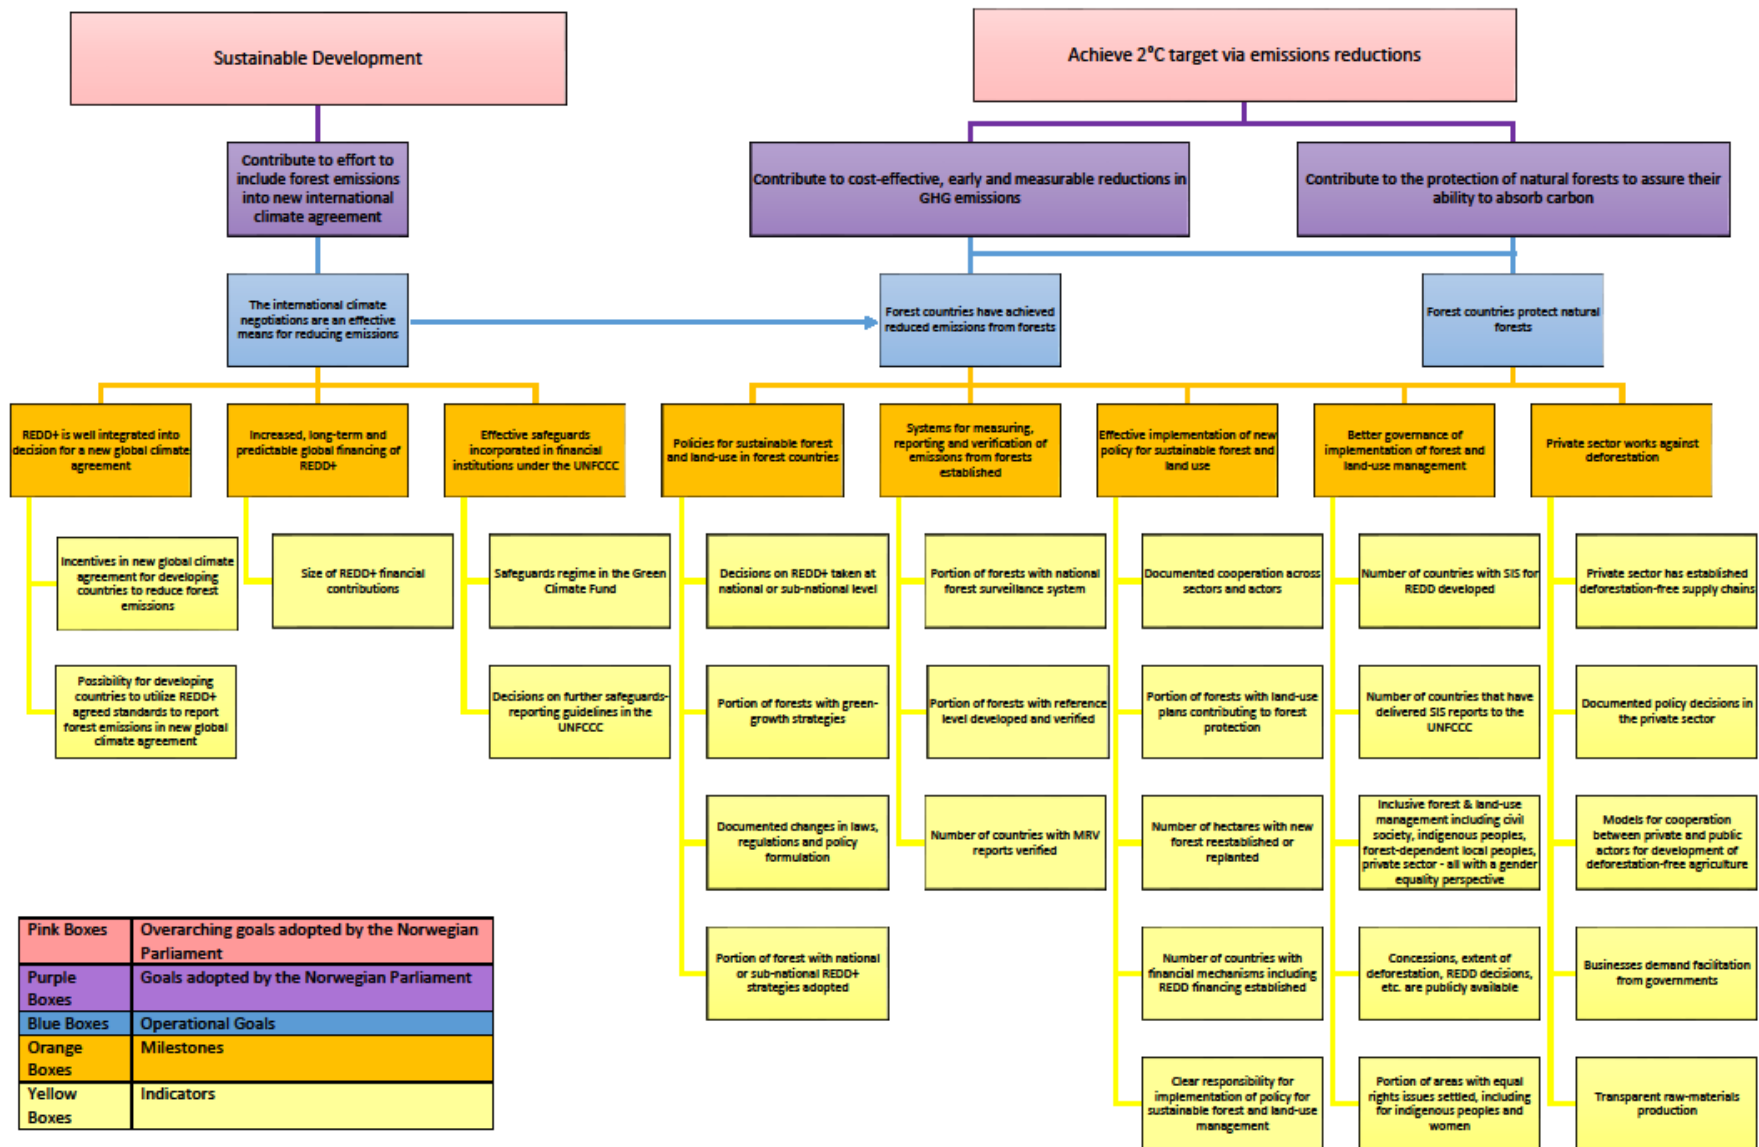 Sustainable Development
Achieve 2°C target via emissions reductions
Contribute to effort to
include forest emissions
into new international
climate agreement
Contribute to cost-effective, early and measurable reductions in
GHG emissions
Contribute to the protection of natural forests to assure their
ability to absorb carbon
The international climate
negotiations are an effective
means for reducing emissions
Forest countries have achieved
reduced emissions from forests
Forest countries protect natural
forests
REDD+ is well integrated into
decision for a new global climate
agreement
Increased, long-term and
predictable global financing of
REDD+
Effective safeguards
incorporated in financial
institutions under the UNFCCC
Policies for sustainable forest
and land-use in forest countries
Systems for measuring,
reporting and verification of
emissions from forests
established
Effective implementation of new
policy for sustainable forest and
land use
Better governance of
implementation of forest and
land-use management
Private sector works against
deforestation
Incentives in new global climate
agreement for developing
countries to reduce forest
emissions
Possibility for developing
countries to utilize REDD+
agreed standards to report
forest emissions in new global
climate agreement
Size of REDD+ financial
contributions
Safeguards regime in the Green
Climate Fund
Decisions on further safeguards-
reporting guidelines in the
UNFCCC
Decisions on REDD+ taken at
national or sub-national level
Portion of forests with green-
growth strategies
Documented changes in laws,
regulations and policy
formulation
Portion of forest with national
or sub-national REDD+
strategies adopted
Portion of forests with national
forest surveillance system
Portion of forests with reference
level developed and verified
Number of countries with MRV
reports verified
Documented cooperation across
sectors and actors
Portion of forests with land-use
plans contributing to forest
protection
Number of hectares with new
forest reestablished or
replanted
Number of countries with
financial mechanisms including
REDD financing established
Clear responsibility for
implementation of policy for
sustainable forest and land-use
management
Number of countries with SIS for
REDD developed
Number of countries that have
delivered SIS reports to the
UNFCCC
Inclusive forest & land-use
management including civil
society, indigenous peoples,
forest-dependent local peoples,
private sector - all with a gender
equality perspective
Concessions, extent of
deforestation, REDD decisions,
etc. are publicly available
Portion of areas with equal
rights issues settled, including
for indigenous peoples and
women
Private sector has established
deforestation-free supply chains
Documented policy decisions in
the private sector
Models for cooperation
between private and public
actors for development of
deforestation-free agriculture
Businesses demand facilitation
from governments
Transparent raw-materials
production
Pink Boxes
Overarching goals adopted by the Norwegian
Parliament
Purple
Boxes
Goals adopted by the Norwegian Parliament
Blue Boxes
Operational Goals
Orange
Boxes
Milestones
Yellow
Boxes
Indicators